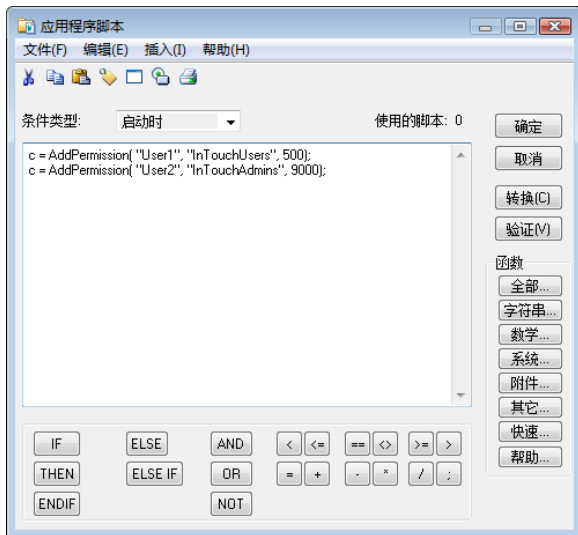 应用程序脚本
文件(F) 编辑(E) 插入(I) 帮助(H)
条件类型: 启动时 使用的脚本: 0
确定
取消
转换(C)
验证(V)
c = AddPermission( "User1", "InTouchUsers", 500);
c = AddPermission( "User2", "InTouchAdmins", 9000);
函数
全部...
字符串...
数学...
系统...
附件...
其它...
快速...
帮助...
IF ELSE AND < <= == <> >= >
THEN ELSE IF OR = + - * / ;
ENDIF NOT